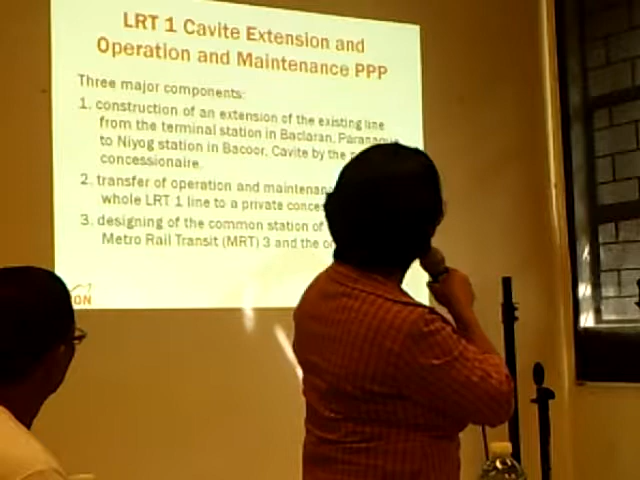 LRT 1 Cavite Extension and
Operation and Maintenance PPP
Three major components:
1. construction of an extension of the existing line
from the terminal station in Baclaran, Paranaque
to Niyog station in Bacoor, Cavite by the
concessionaire.
2. transfer of operation and maintenan
whole LRT 1 line to a private conces
3. designing of the common station of
Metro Rail Transit (MRT) 3 and the
ON